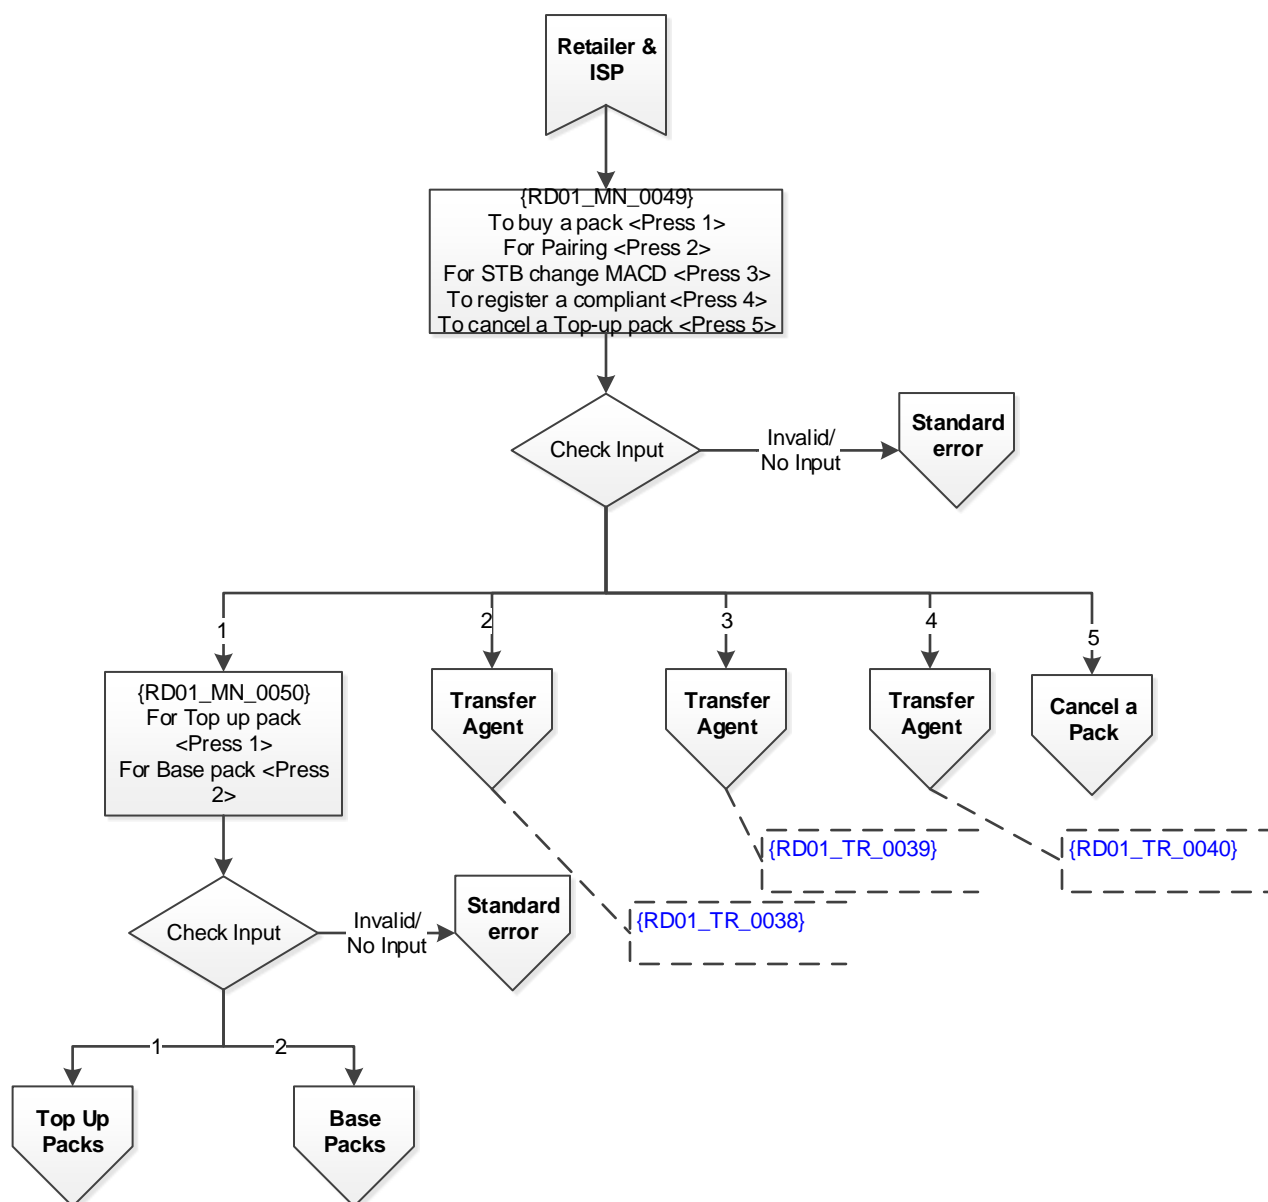 Retailer &
ISP
{RD01_MN_0049}
To buy a pack <Press 1>
For Pairing <Press 2>
For STB change MACD <Press 3>
To register a compliant <Press 4>
To cancel a Top-up pack <Press 5>
Check Input
Invalid/
No Input
Standard
error
1
2
3
4
5
{RD01_MN_0050}
For Top up pack
<Press 1>
For Base pack <Press
2>
Transfer
Agent
Transfer
Agent
Transfer
Agent
Cancel a
Pack
{RD01_TR_0039}
{RD01_TR_0040}
{RD01_TR_0038}
Check Input
Invalid/
No Input
Standard
error
1
2
Top Up
Packs
Base
Packs